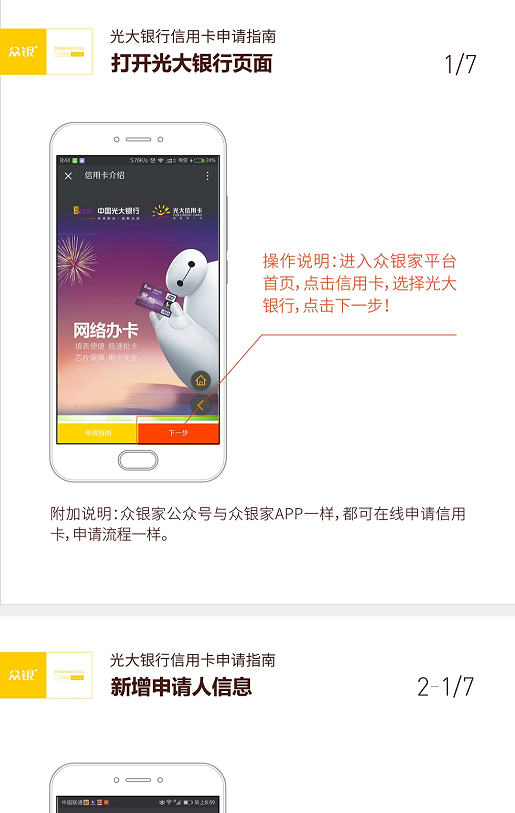 众银
光大银行信用卡申请指南
打开光大银行页面
1/7
8:44
5.76K/s
24%
信用卡介绍
中国光大银行
光大信用卡
网络办卡
填表便捷 极速批卡
芯片保障 用卡安全
申请指南
下一步
操作说明:进入众银家平台
首页,点击信用卡,选择光大
银行,点击下一步!
附加说明:众银家公众号与众银家APP一样,都可在线申请信用
卡,申请流程一样。
众银
光大银行信用卡申请指南
新增申请人信息
2-1/7
中国联通
早上8:59